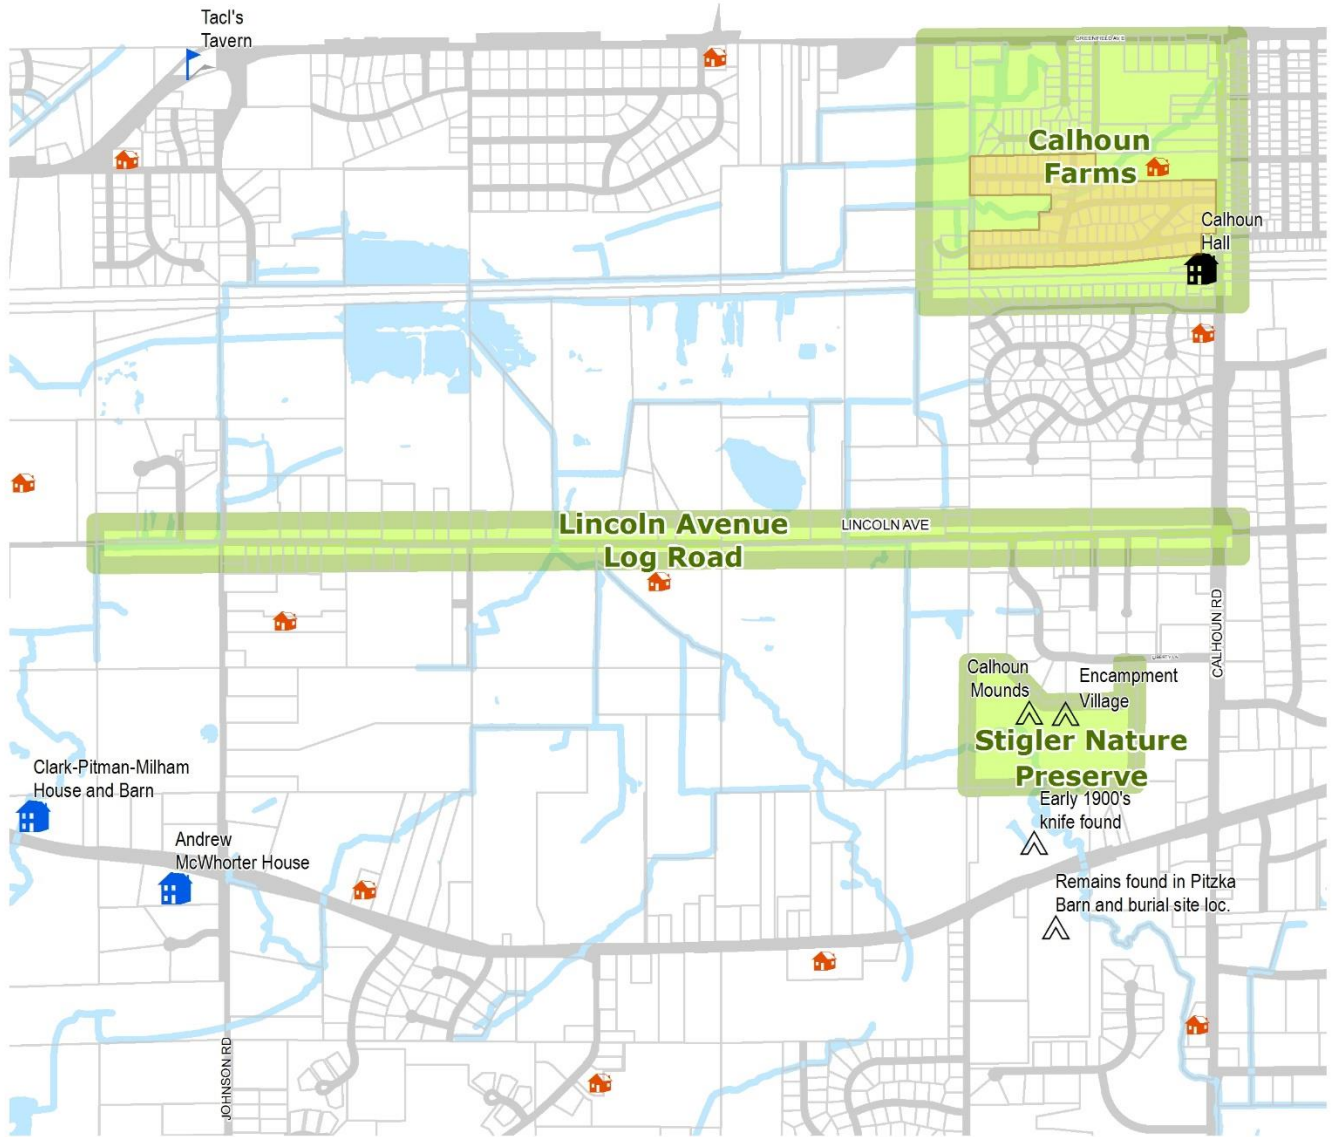 Tacl's
Tavern
GREENFIELD AVE
Calhoun
Farms
Calhoun
Hall
Lincoln Avenue
Log Road
LINCOLN AVE
CALHOUN RD
Calhoun
Mounds
Encampment
Village
Stigler Nature
Preserve
Clark-Pitman-Milham
House and Barn
Early 1900's
knife found
Andrew
McWhorter House
Remains found in Pitzka
Barn and burial site loc.
JOHNSON RD